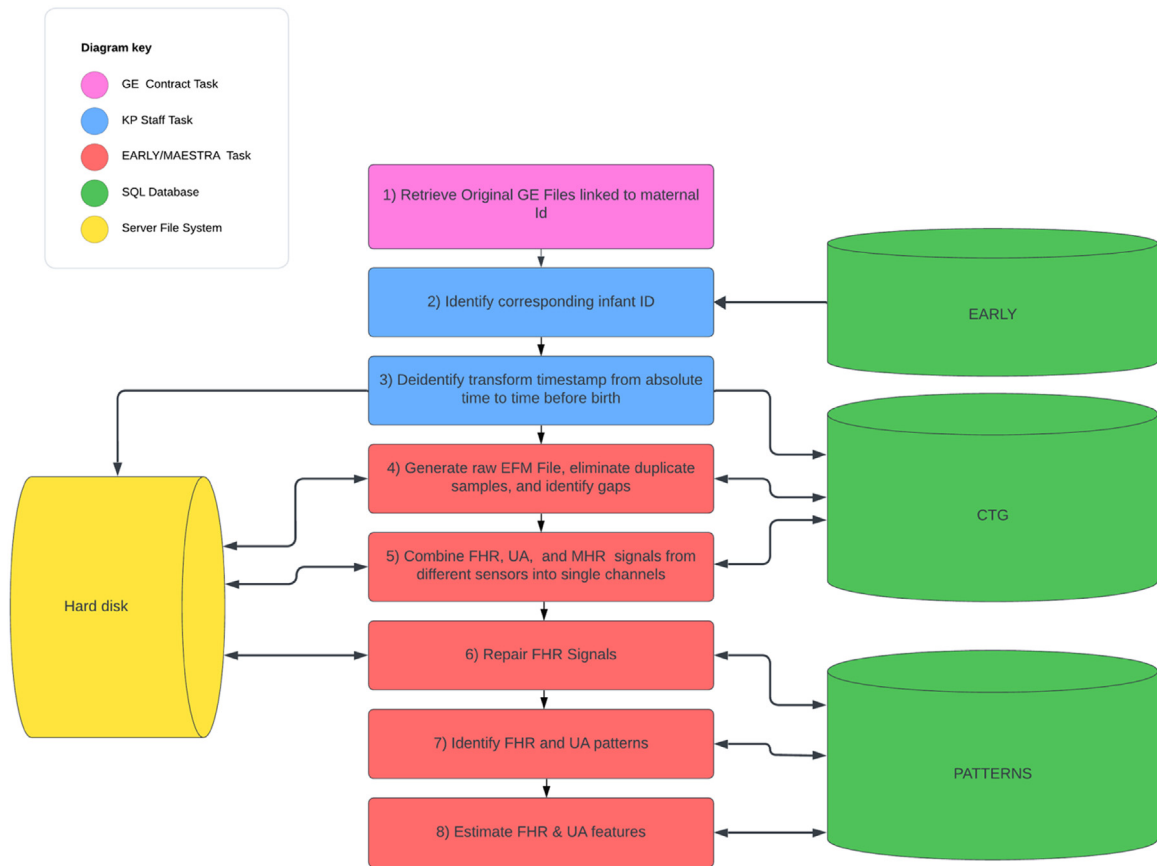 Diagram key
GE  Contract Task
KP Staff Task
EARLY/MAESTRA  Task
SQL Database
Server File System
1) Retrieve Original GE Files linked to maternal
Id
2) Identify corresponding infant ID
EARLY
3) Deidentify transform timestamp from absolute
time to time before birth
4) Generate raw EFM File, eliminate duplicate
samples, and identify gaps
CTG
5) Combine FHR, UA,  and MHR  signals from
different sensors into single channels
Hard disk
6) Repair FHR Signals
7) Identify FHR and UA patterns
PATTERNS
8) Estimate FHR & UA features